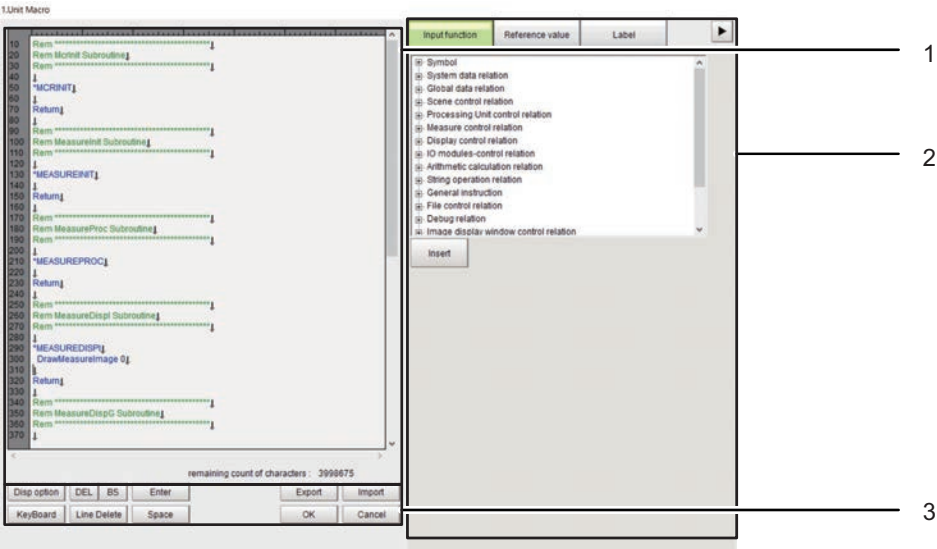 1.Unit Macro
10 Rem ****************************************↓
20 Rem McrInit Subroutine↓
30 Rem ****************************************↓
40 ↓
50 *MCRINIT↓
60 ↓
70 Return↓
80 ↓
90 Rem ****************************************↓
100 Rem MeasureInit Subroutine↓
110 Rem ****************************************↓
120 ↓
130 *MEASUREINIT↓
140 ↓
150 Return↓
160 ↓
170 Rem ****************************************↓
180 Rem MeasureProc Subroutine↓
190 Rem ****************************************↓
200 ↓
210 *MEASUREPROC↓
220 ↓
230 Return↓
240 ↓
250 Rem ****************************************↓
260 Rem MeasureDispI Subroutine↓
270 Rem ****************************************↓
280 ↓
290 *MEASUREDISPI↓
300 DrawMeasureImage 0↓
310 ↓
320 Return↓
330 ↓
340 Rem ****************************************↓
350 Rem MeasureDispG Subroutine↓
360 Rem ****************************************↓
370 ↓
remaining count of characters : 3998675
Disp option DEL BS Enter Export Import
KeyBoard Line Delete Space OK Cancel
Input function Reference value Label
Symbol
System data relation
Global data relation
Scene control relation
Processing Unit control relation
Measure control relation
Display control relation
IO modules-control relation
Arithmetic calculation relation
String operation relation
General instruction
File control relation
Debug relation
Image display window control relation
Insert
1
2
3